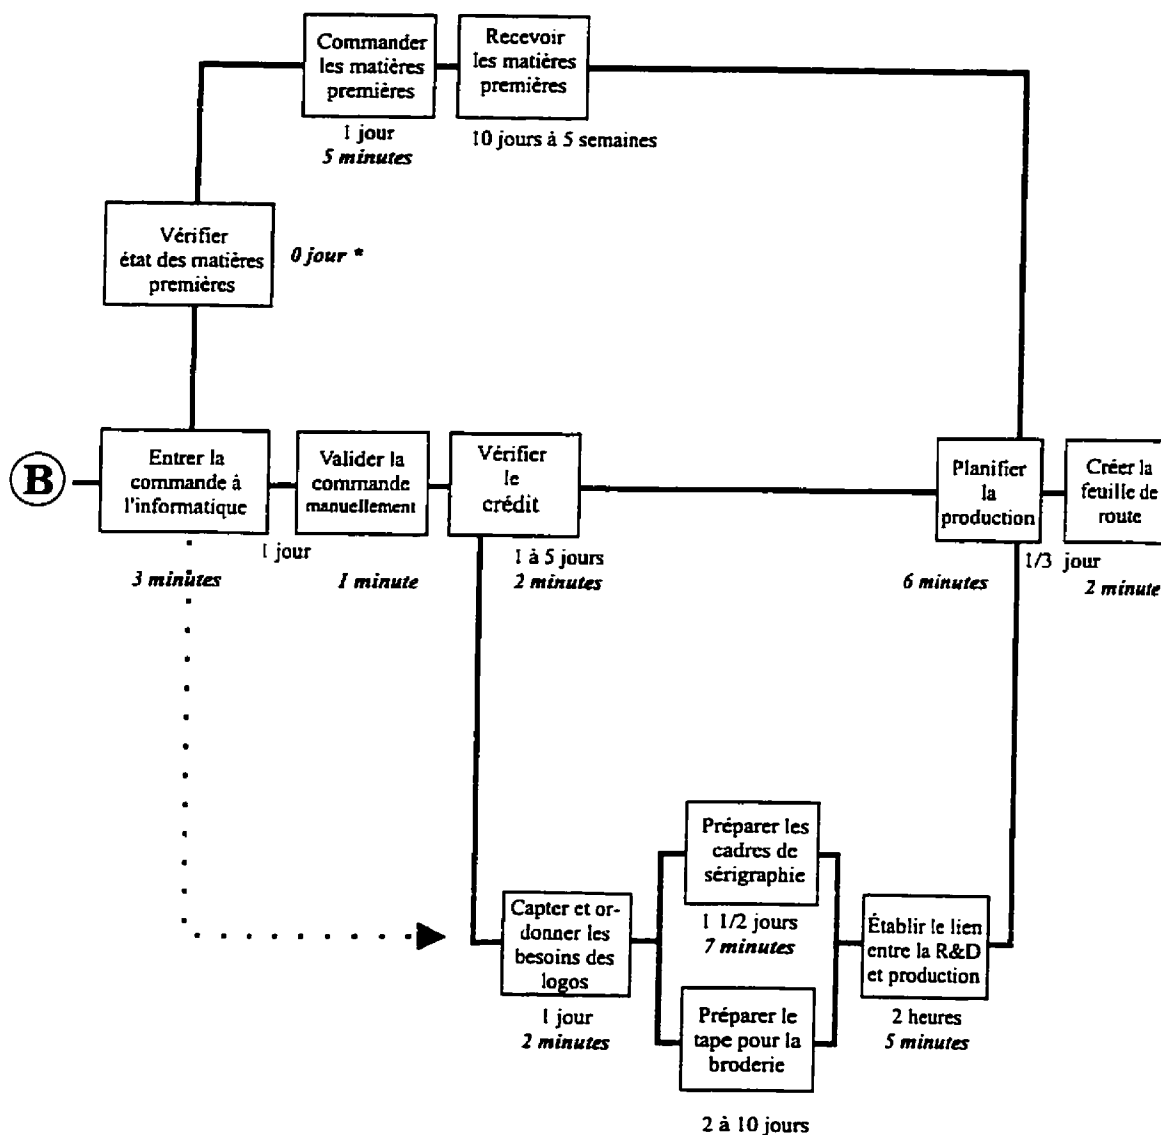 Commander
les matières
premières
1 jour
5 minutes
Recevoir
les matières
premières
10 jours à 5 semaines
Vérifier
état des matières
premières
0 jour *
B
Entrer la
commande à
l'informatique
3 minutes
1 jour
Valider la
commande
manuellement
1 minute
Vérifier
le
crédit
1 à 5 jours
2 minutes
Planifier
la
production
6 minutes
1/3 jour
Créer la
feuille de
route
2 minute
Capter et or-
donner les
besoins des
logos
1 jour
2 minutes
Préparer les
cadres de
sérigraphie
1 1/2 jours
7 minutes
Préparer le
tape pour la
broderie
2 à 10 jours
Établir le lien
entre la R&D
et production
2 heures
5 minutes